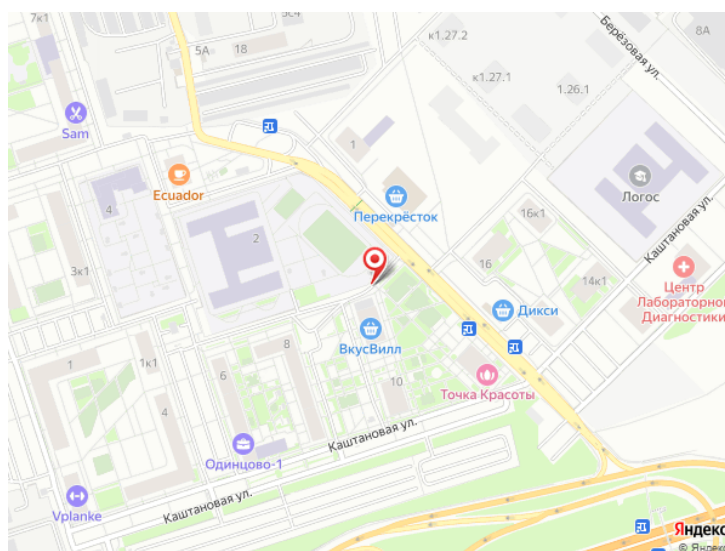 7к1
5с4
18
5А
к1.27.2
8А
Берёзовая ул.
к1.27.1
1.26.1
Sam
1
Ecuador
Логос
Перекрёсток
4
2
16к1
Каштановая ул.
3к1
16
14к1
Центр
Лабораторной
Диагностики
Дикси
ВкусВилл
8
1
1к1
6
10
Точка Красоты
4
Каштановая ул.
Одинцово-1
Vplanke
Каштановая ул.
Яндекс
© Яндекс